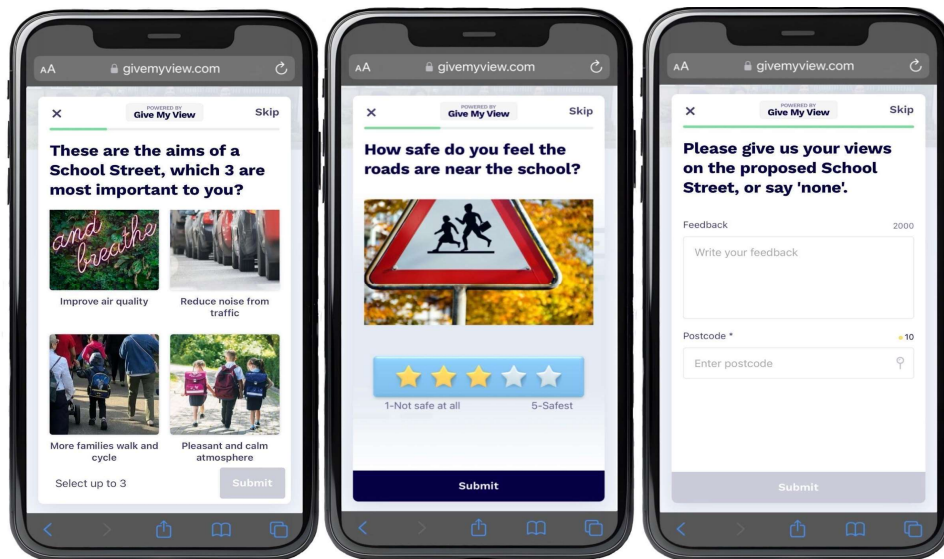 AA givemyview.com
POWERED BY
Give My View
Skip
These are the aims of a
School Street, which 3 are
most important to you?
and
breathe
Improve air quality
Reduce noise from
traffic
More families walk and
cycle
Pleasant and calm
atmosphere
Select up to 3
Submit
AA givemyview.com
POWERED BY
Give My View
Skip
How safe do you feel the
roads are near the school?
1-Not safe at all
5-Safest
Submit
AA givemyview.com
POWERED BY
Give My View
Skip
Please give us your views
on the proposed School
Street, or say 'none'.
Feedback
2000
Write your feedback
Postcode *
10
Enter postcode
Submit